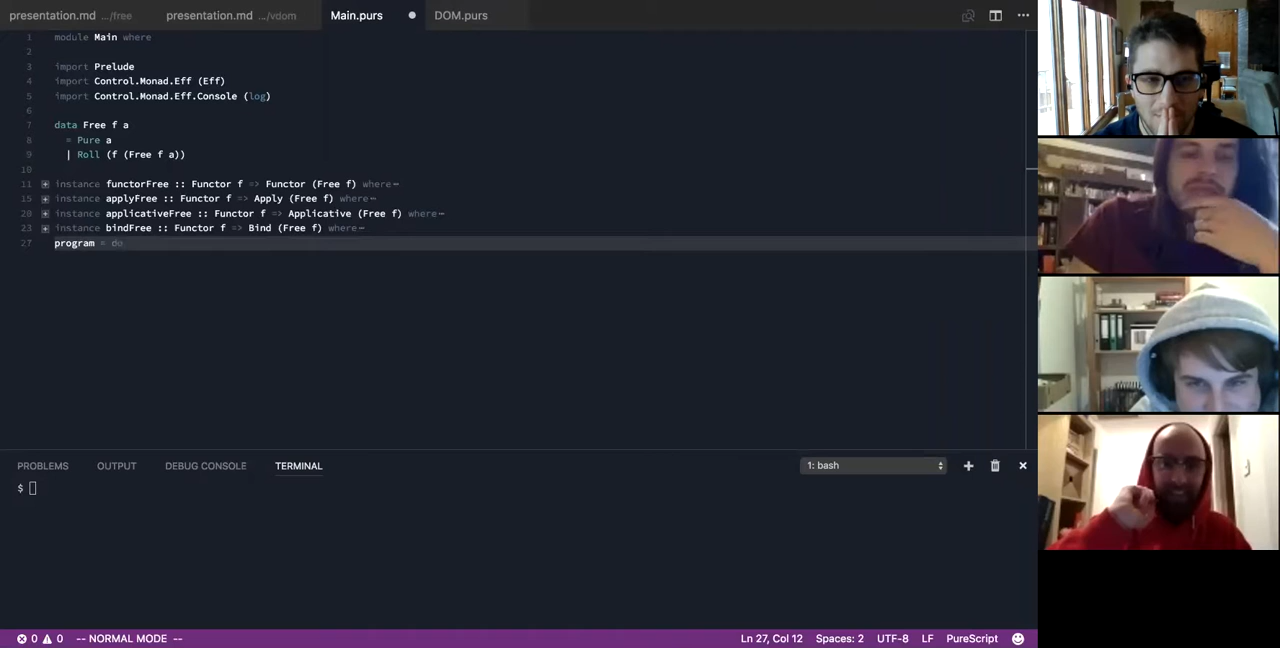 presentation.md .../free presentation.md .../vdom Main.purs DOM.purs
1 module Main where
2
3 import Prelude
4 import Control.Monad.Eff (Eff)
5 import Control.Monad.Eff.Console (log)
6
7 data Free f a
8 = Pure a
9 | Roll (f (Free f a))
10
11 instance functorFree :: Functor f => Functor (Free f) where
15 instance applyFree :: Functor f => Apply (Free f) where
20 instance applicativeFree :: Functor f => Applicative (Free f) where
23 instance bindFree :: Functor f => Bind (Free f) where
27 program = do
PROBLEMS OUTPUT DEBUG CONSOLE TERMINAL 1: bash
$
0 0 -- NORMAL MODE -- Ln 27, Col 12 Spaces: 2 UTF-8 LF PureScript